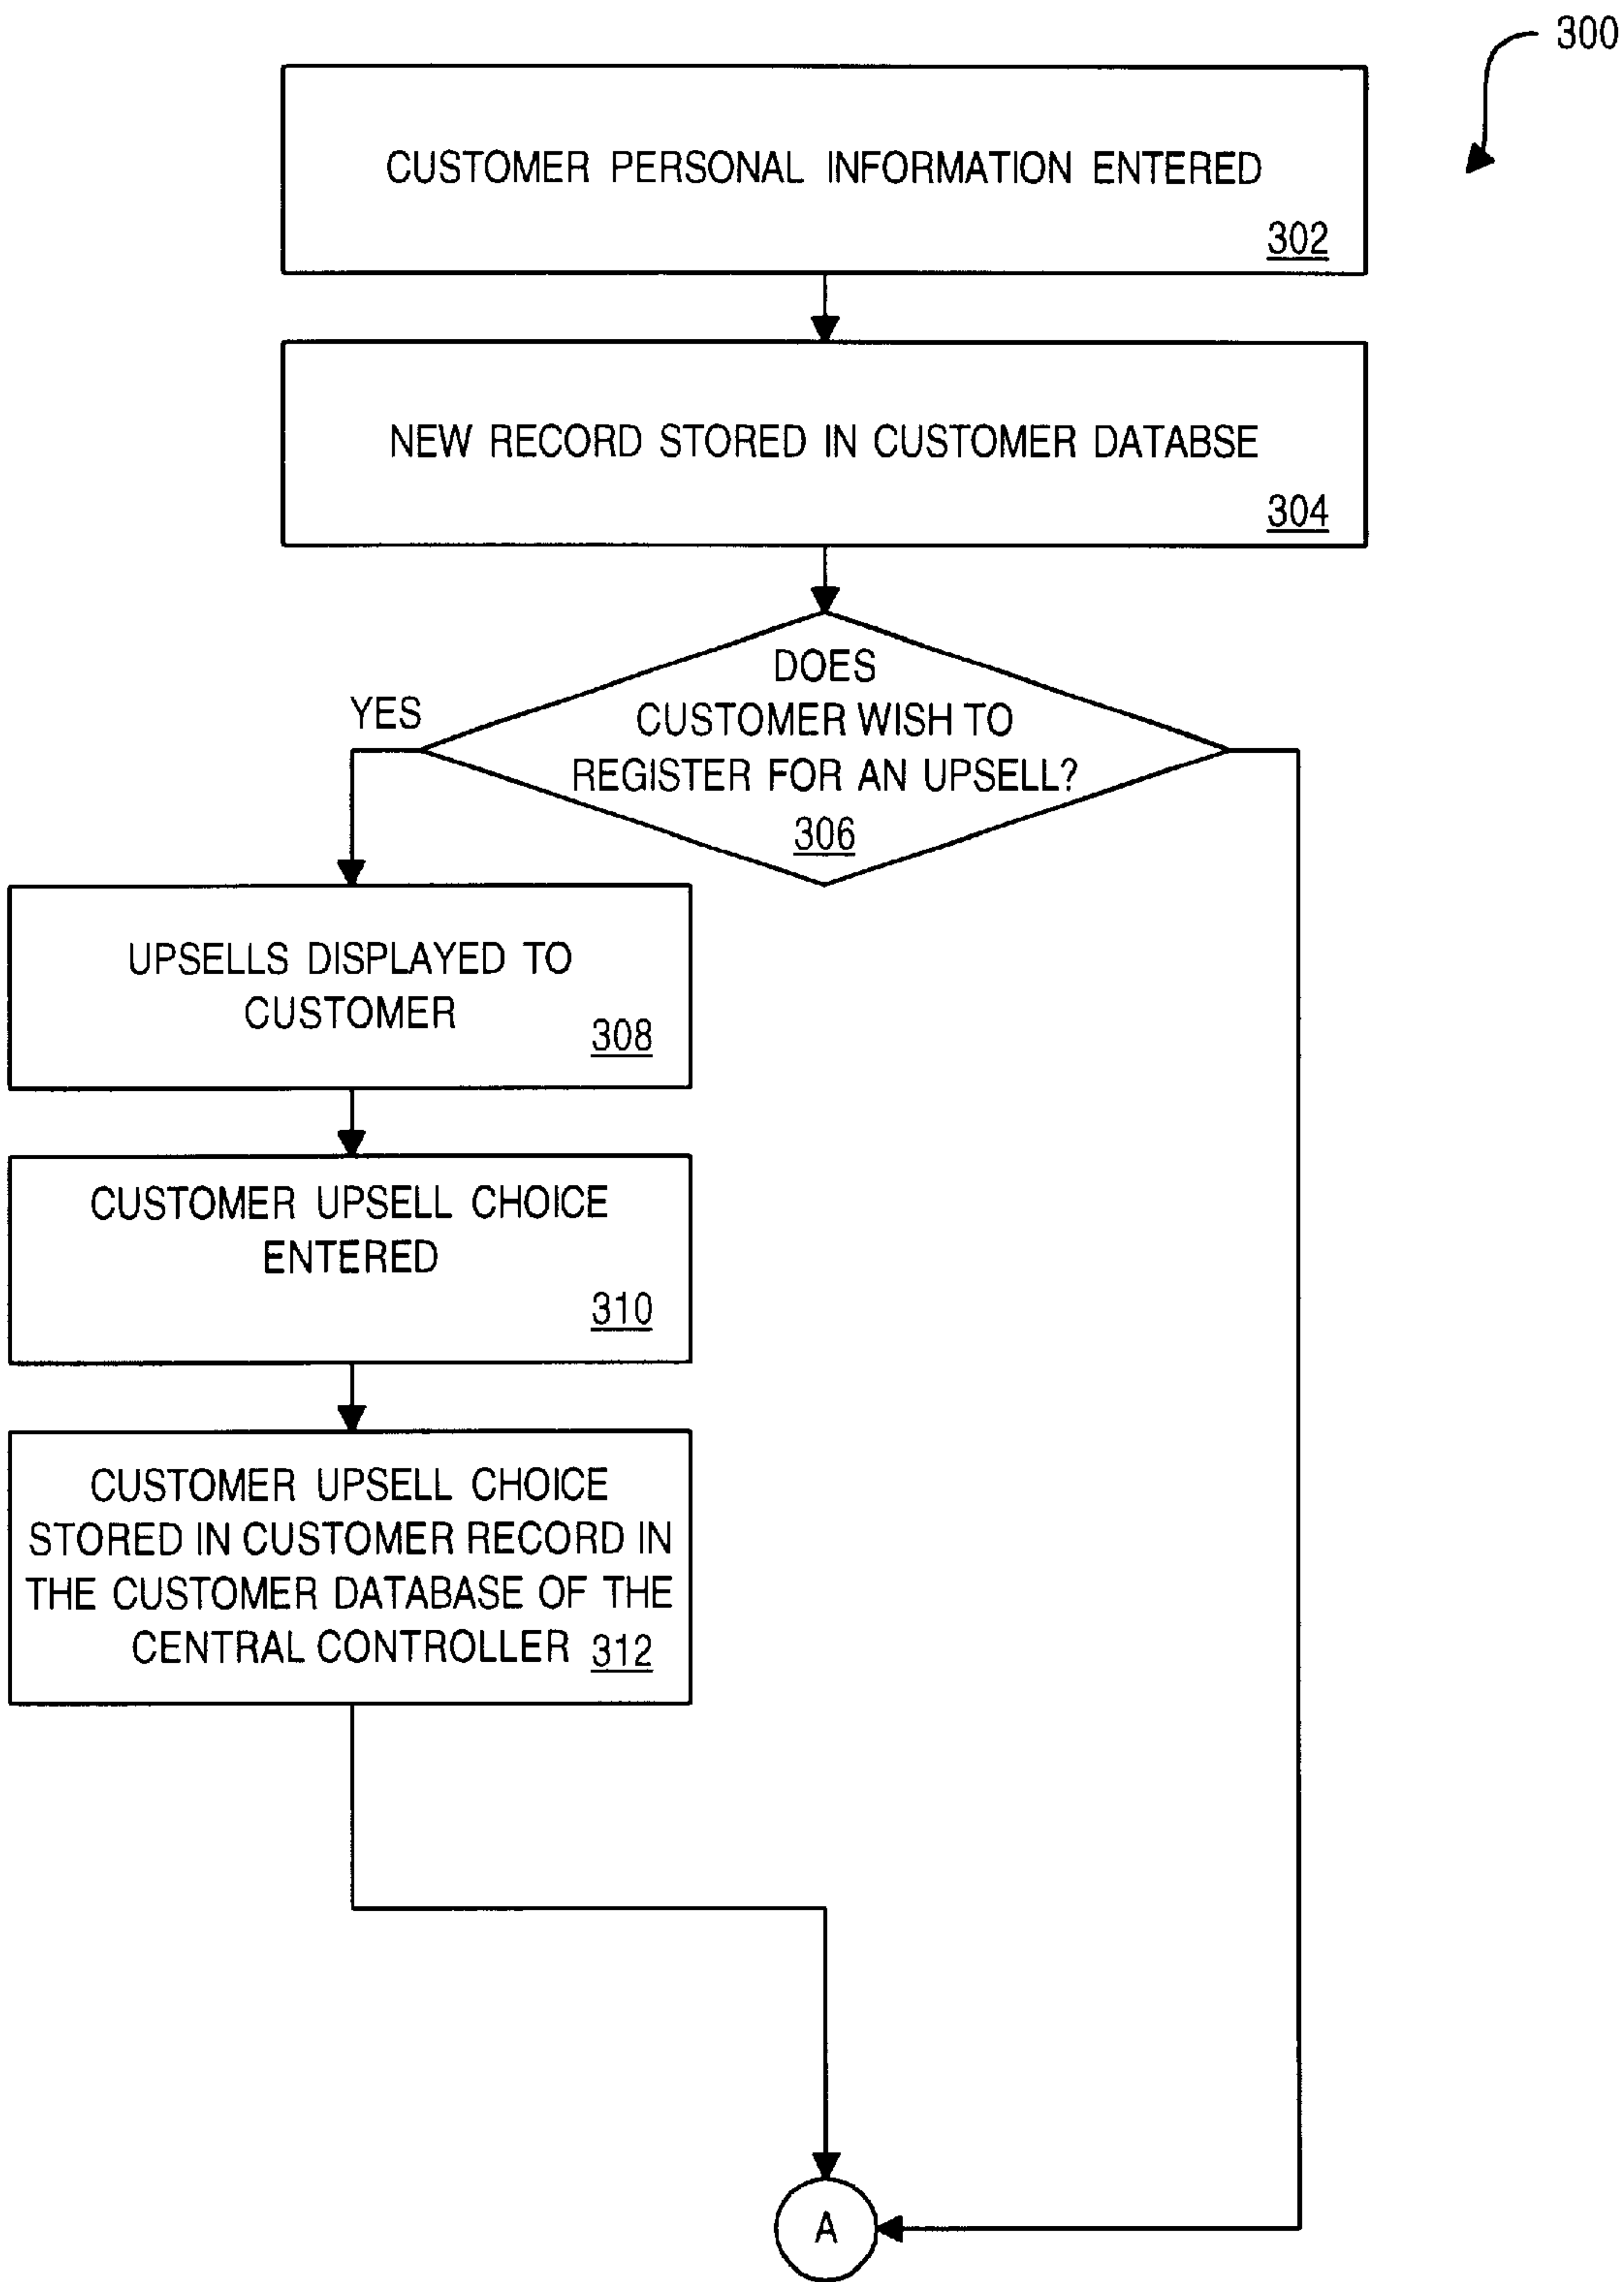 300
CUSTOMER PERSONAL INFORMATION ENTERED
302
NEW RECORD STORED IN CUSTOMER DATABSE
304
DOES
CUSTOMER WISH TO
REGISTER FOR AN UPSELL?
306
YES
UPSELLS DISPLAYED TO
CUSTOMER
308
CUSTOMER UPSELL CHOICE
ENTERED
310
CUSTOMER UPSELL CHOICE
STORED IN CUSTOMER RECORD IN
THE CUSTOMER DATABASE OF THE
CENTRAL CONTROLLER 312
A